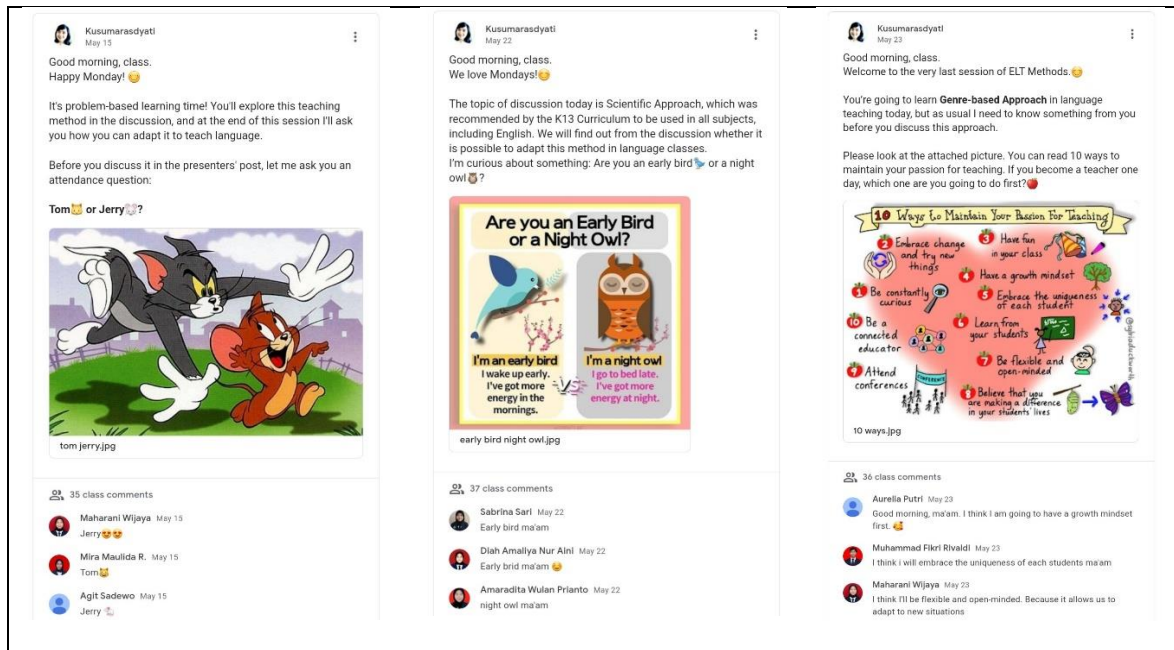 Kusumarasdyati
May 15
Good morning, class.
Happy Monday! 😊
It's problem-based learning time! You'll explore this teaching
method in the discussion, and at the end of this session I'll ask
you how you can adapt it to teach language.
Before you discuss it in the presenters' post, let me ask you an
attendance question:
Tom🐱 or Jerry🐭?
tom jerry.jpg
35 class comments
Maharani Wijaya May 15
Jerry😍😍
Mira Maulida R. May 15
Tom🐱
Agit Sadewo May 15
Jerry 🐁
Kusumarasdyati
May 22
Good morning, class.
We love Mondays!😊
The topic of discussion today is Scientific Approach, which was
recommended by the K13 Curriculum to be used in all subjects,
including English. We will find out from the discussion whether it
is possible to adapt this method in language classes.
I'm curious about something: Are you an early bird🐦 or a night
owl🦉?
Are you an Early Bird
or a Night Owl?
I'm an early bird
I wake up early.
I've got more
energy in the
mornings.
VS
I'm a night owl
I go to bed late.
I've got more
energy at night.
early bird night owl.jpg
37 class comments
Sabrina Sari May 22
Early bird ma'am
Diah Amaliya Nur Aini May 22
Early bird ma'am 😊
Amaradita Wulan Prianto May 22
night owl ma'am
Kusumarasdyati
May 23
Good morning, class.
Welcome to the very last session of ELT Methods.😊
You're going to learn Genre-based Approach in language
teaching today, but as usual I need to know something from you
before you discuss this approach.
Please look at the attached picture. You can read 10 ways to
maintain your passion for teaching. If you become a teacher one
day, which one are you going to do first?🍎
10 Ways to Maintain Your Passion For Teaching
2 Embrace change
and try new
things
3 Have fun
in your class
4 Have a growth mindset
1 Be constantly
curious
5 Embrace the uniqueness
of each student
10 Be a
connected
educator
6 Learn from
your students
7 Be flexible and
open-minded
9 Attend
conferences
CONFERENCE
8 Believe that you
are making a difference
in your students' lives
@sylviaduckworth
10 ways.jpg
36 class comments
Aurelia Putri May 23
Good morning, ma'am. I think I am going to have a growth mindset
first. 🥰
Muhammad Fikri Rivaldi May 23
I think i will embrace the uniqueness of each students ma'am
Maharani Wijaya May 23
I think I'll be flexible and open-minded. Because it allows us to
adapt to new situations